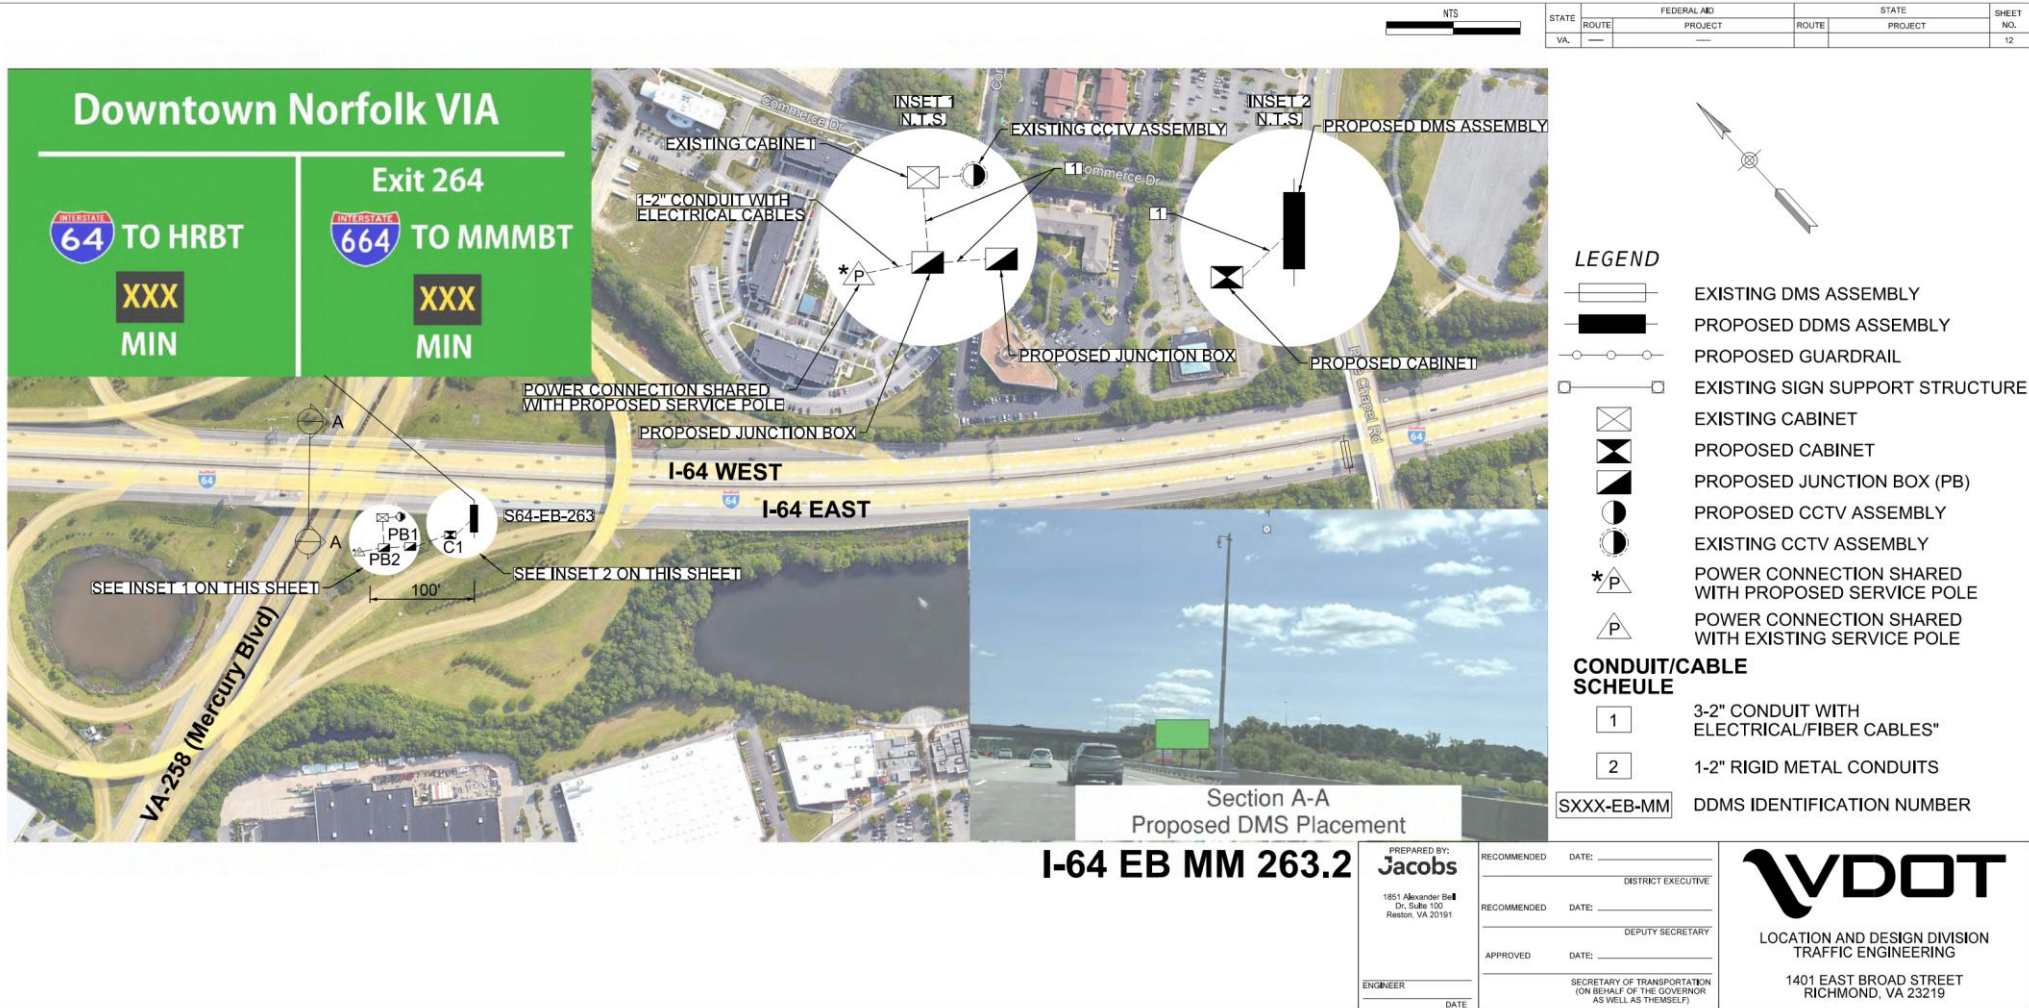 NTS
STATE
FEDERAL AID
STATE
SHEET NO.
ROUTE
PROJECT
ROUTE
PROJECT
VA.
12
Downtown Norfolk VIA
INTERSTATE
64 TO HRBT
XXX
MIN
Exit 264
INTERSTATE
664 TO MMMBT
XXX
MIN
Commerce Dr
INSET 1
N.T.S.
EXISTING CCTV ASSEMBLY
EXISTING CABINET
1
ommerce Dr
1-2" CONDUIT WITH
ELECTRICAL CABLES
* P
PROPOSED JUNCTION BOX
POWER CONNECTION SHARED
WITH PROPOSED SERVICE POLE
PROPOSED JUNCTION BOX
INSET 2
N.T.S.
PROPOSED DMS ASSEMBLY
1
PROPOSED CABINET
Chapel Rd
A
I-64 WEST
64
64
64
I-64 EAST
S64-EB-263
A
PB1
PB2
C1
SEE INSET 1 ON THIS SHEET
SEE INSET 2 ON THIS SHEET
100'
VA-258 (Mercury Blvd)
Section A-A
Proposed DMS Placement
LEGEND
EXISTING DMS ASSEMBLY
PROPOSED DDMS ASSEMBLY
PROPOSED GUARDRAIL
EXISTING SIGN SUPPORT STRUCTURE
EXISTING CABINET
PROPOSED CABINET
PROPOSED JUNCTION BOX (PB)
PROPOSED CCTV ASSEMBLY
EXISTING CCTV ASSEMBLY
* P
POWER CONNECTION SHARED
WITH PROPOSED SERVICE POLE
P
POWER CONNECTION SHARED
WITH EXISTING SERVICE POLE
CONDUIT/CABLE
SCHEULE
1
3-2" CONDUIT WITH
ELECTRICAL/FIBER CABLES"
2
1-2" RIGID METAL CONDUITS
SXXX-EB-MM
DDMS IDENTIFICATION NUMBER
I-64 EB MM 263.2
PREPARED BY:
Jacobs
1851 Alexander Bell
Dr, Suite 100
Reston, VA 20191
ENGINEER
DATE
RECOMMENDED DATE:
DISTRICT EXECUTIVE
RECOMMENDED DATE:
DEPUTY SECRETARY
APPROVED DATE:
SECRETARY OF TRANSPORTATION
(ON BEHALF OF THE GOVERNOR
AS WELL AS THEMSELF)
VDOT
LOCATION AND DESIGN DIVISION
TRAFFIC ENGINEERING
1401 EAST BROAD STREET
RICHMOND, VA 23219